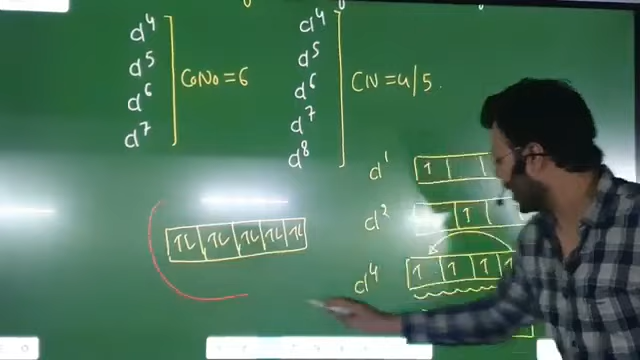 d⁴
d⁵
d⁶
d⁷
CoNo = 6
d⁴
d⁵
d⁶
d⁷
d⁸
CN = 4/5.
d¹ 1
d² 1
d⁴ 1 1 1 1
1L 1L 1L 1L 1L